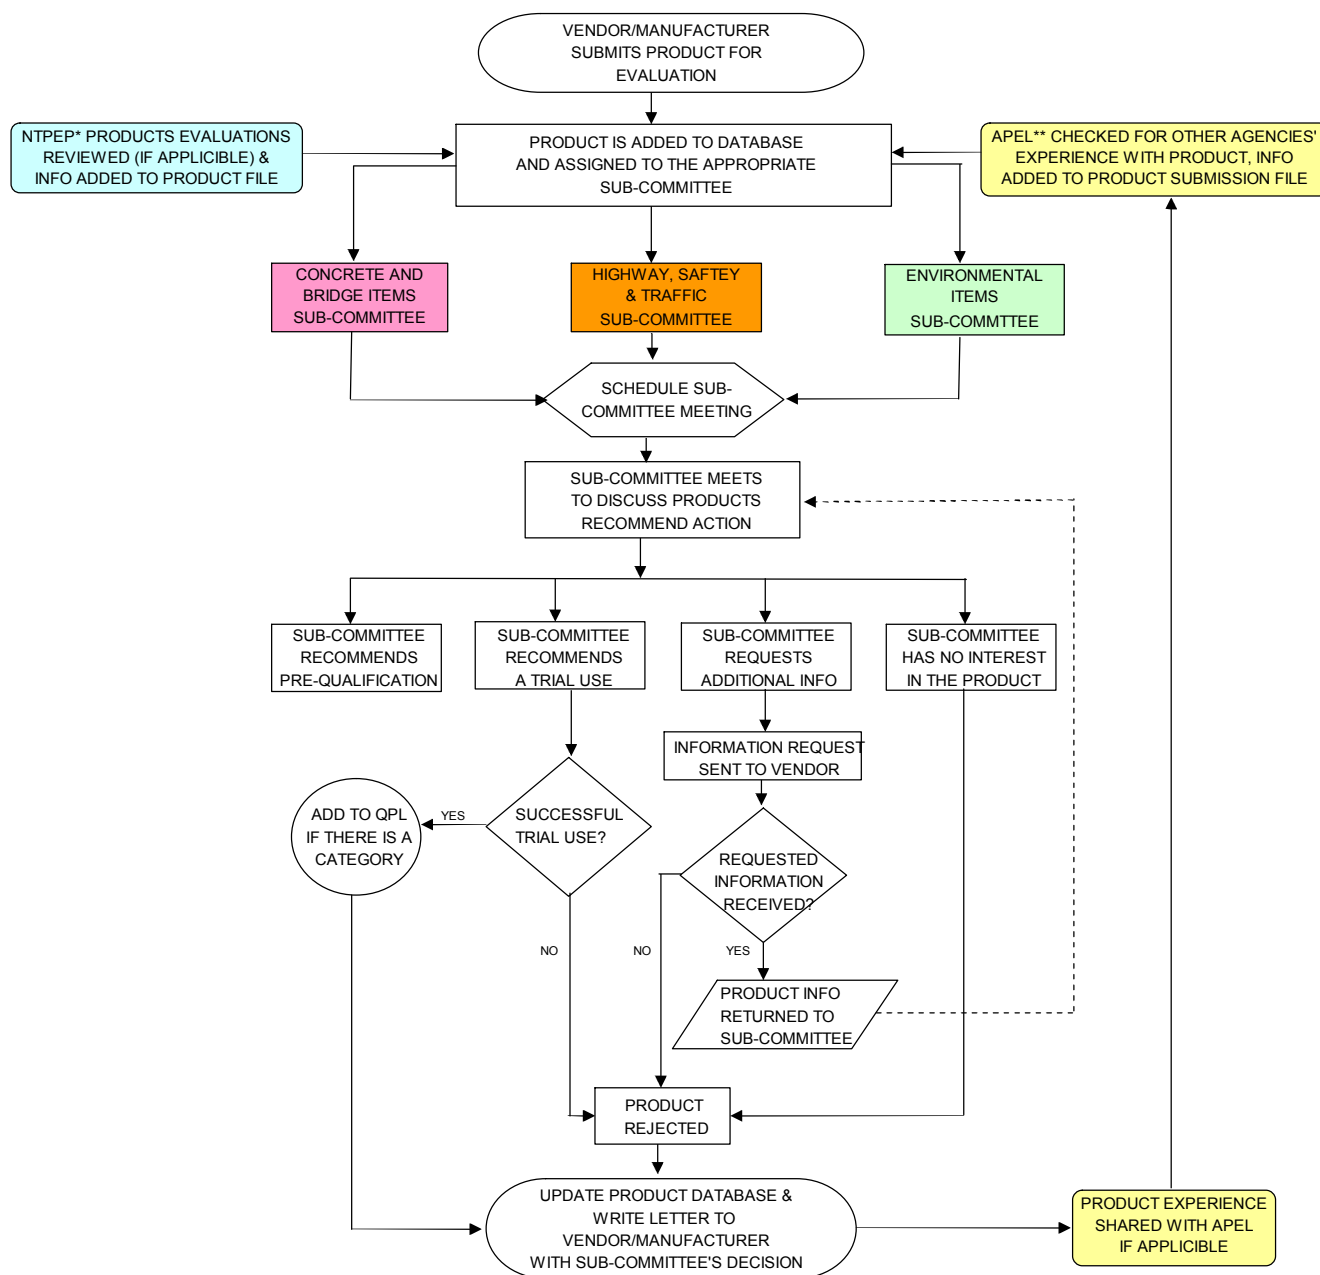 VENDOR/MANUFACTURER
SUBMITS PRODUCT FOR
EVALUATION
NTPEP* PRODUCTS EVALUATIONS
REVIEWED (IF APPLICIBLE) &
INFO ADDED TO PRODUCT FILE
PRODUCT IS ADDED TO DATABASE
AND ASSIGNED TO THE APPROPRIATE
SUB-COMMITTEE
APEL** CHECKED FOR OTHER AGENCIES'
EXPERIENCE WITH PRODUCT, INFO
ADDED TO PRODUCT SUBMISSION FILE
CONCRETE AND
BRIDGE ITEMS
SUB-COMMITTEE
HIGHWAY, SAFTEY
& TRAFFIC
SUB-COMMITTEE
ENVIRONMENTAL
ITEMS
SUB-COMMTTEE
SCHEDULE SUB-
COMMITTEE MEETING
SUB-COMMITTEE MEETS
TO DISCUSS PRODUCTS
RECOMMEND ACTION
SUB-COMMITTEE
RECOMMENDS
PRE-QUALIFICATION
SUB-COMMITTEE
RECOMMENDS
A TRIAL USE
SUB-COMMITTEE
REQUESTS
ADDITIONAL INFO
SUB-COMMITTEE
HAS NO INTEREST
IN THE PRODUCT
INFORMATION REQUEST
SENT TO VENDOR
ADD TO QPL
IF THERE IS A
CATEGORY
YES
SUCCESSFUL
TRIAL USE?
REQUESTED
INFORMATION
RECEIVED?
NO
NO
YES
PRODUCT INFO
RETURNED TO
SUB-COMMITTEE
PRODUCT
REJECTED
UPDATE PRODUCT DATABASE &
WRITE LETTER TO
VENDOR/MANUFACTURER
WITH SUB-COMMITTEE'S DECISION
PRODUCT EXPERIENCE
SHARED WITH APEL
IF APPLICIBLE